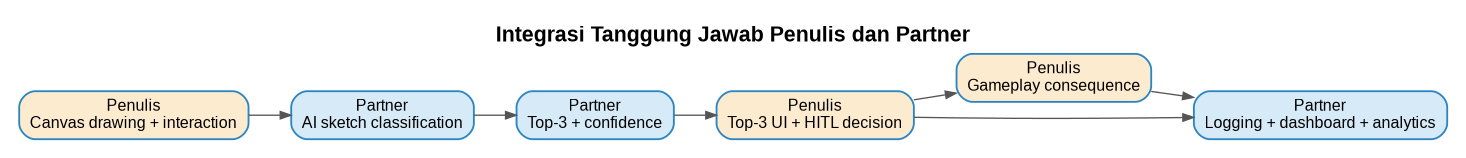 Integrasi Tanggung Jawab Penulis dan Partner
Penulis
Canvas drawing + interaction
Partner
AI sketch classification
Partner
Top-3 + confidence
Penulis
Top-3 UI + HITL decision
Penulis
Gameplay consequence
Partner
Logging + dashboard + analytics